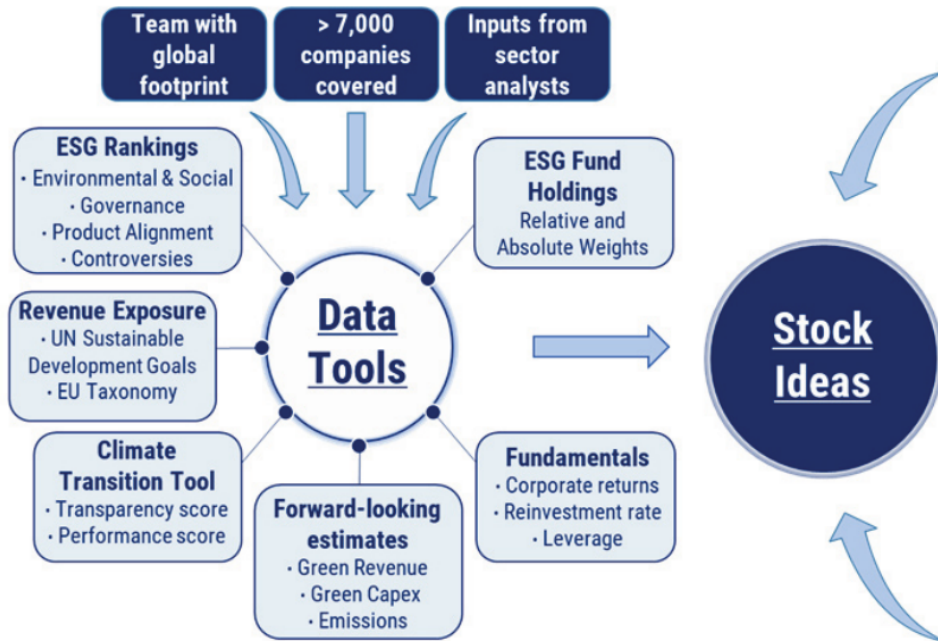 Team with
global
footprint
> 7,000
companies
covered
Inputs from
sector
analysts
ESG Rankings
· Environmental & Social
· Governance
· Product Alignment
· Controversies
ESG Fund
Holdings
Relative and
Absolute Weights
Revenue Exposure
· UN Sustainable
Development Goals
· EU Taxonomy
Data
Tools
Stock
Ideas
Climate
Transition Tool
· Transparency score
· Performance score
Forward-looking
estimates
· Green Revenue
· Green Capex
· Emissions
Fundamentals
· Corporate returns
· Reinvestment rate
· Leverage